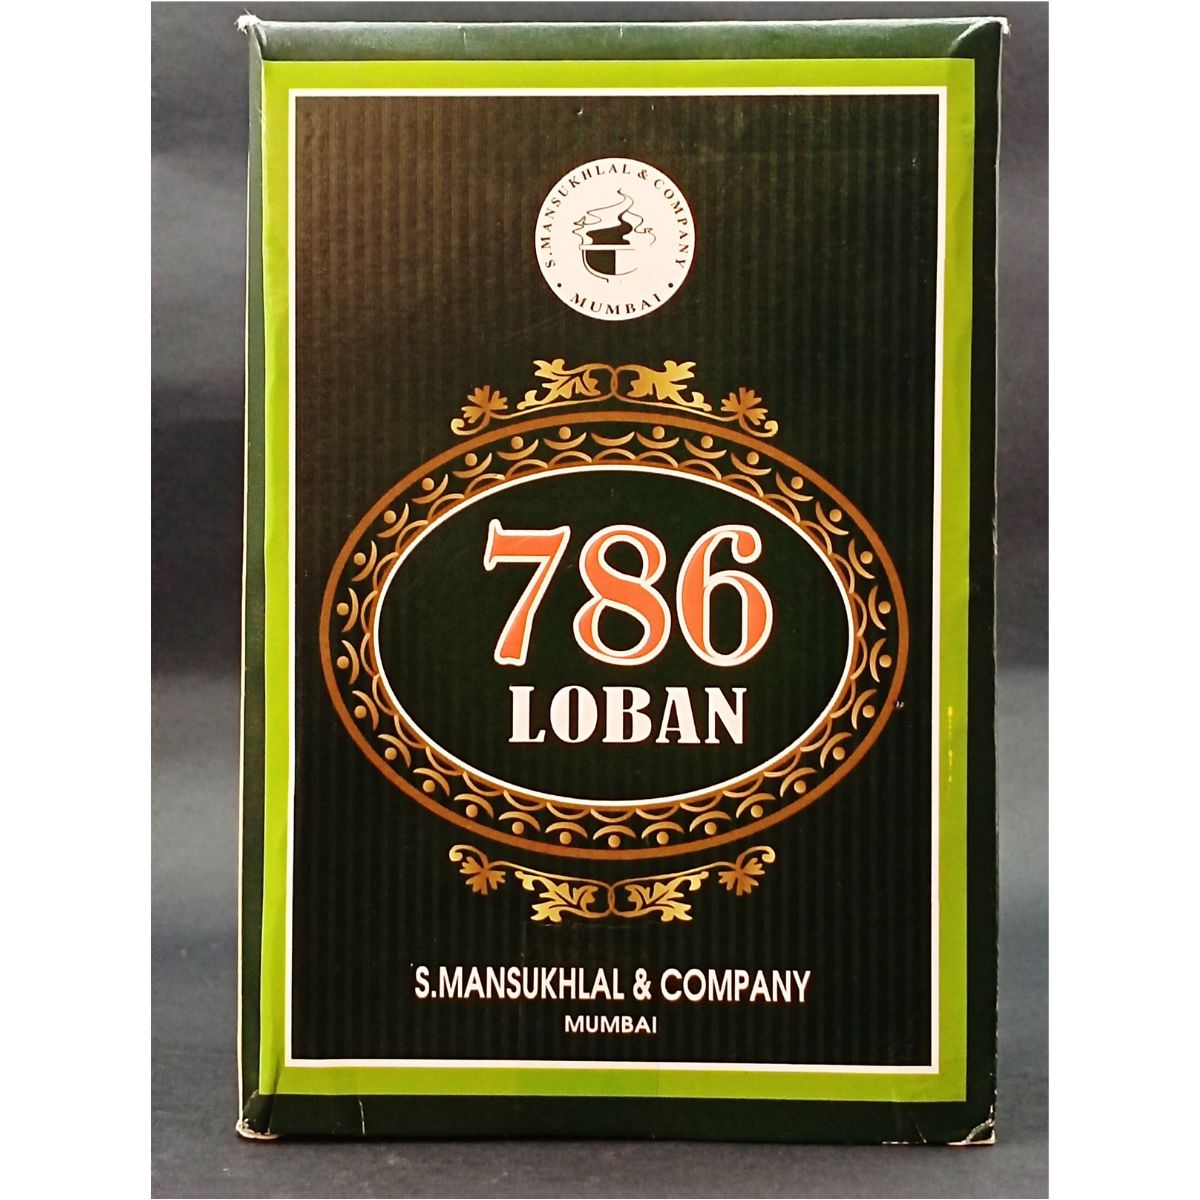 S.MANSUKHLAL & COMPANY
• MUMBAI •
786
LOBAN
S.MANSUKHLAL & COMPANY
MUMBAI